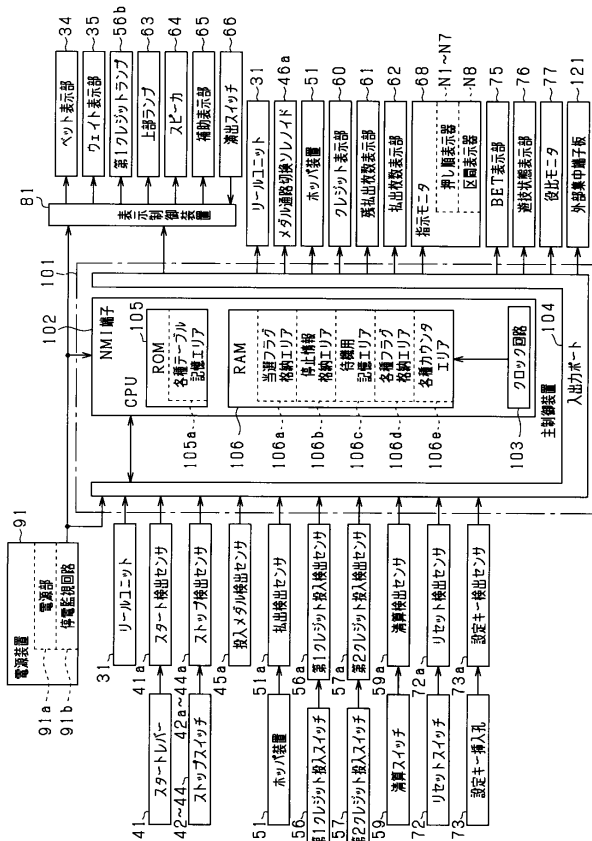 電源装置
91
電源部
停電監視回路
91a
91b
31
リールユニット
41
スタートレバー
41a
スタート検出センサ
42~44
ストップスイッチ
42a~44a
ストップ検出センサ
45a
投入メダル検出センサ
51
ホッパ装置
51a
払出検出センサ
56
第1クレジット投入スイッチ
56a
第1クレジット投入検出センサ
57
第2クレジット投入スイッチ
57a
第2クレジット投入検出センサ
59
清算スイッチ
59a
清算検出センサ
72
リセットスイッチ
72a
リセット検出センサ
73
設定キー挿入孔
73a
設定キー検出センサ
101
102
NMI端子
CPU
ROM
105
各種テーブル
記憶エリア
105a
RAM
106
当選フラグ
格納エリア
106a
停止情報
格納エリア
106b
待機用
記憶エリア
106c
各種フラグ
格納エリア
106d
各種カウンタ
エリア
106e
クロック回路
103
主制御装置
104
入出力ポート
81
表示制御装置
ベット表示部
34
ウェイト表示部
35
第1クレジットランプ
56b
上部ランプ
63
スピーカ
64
補助表示部
65
演出スイッチ
66
リールユニット
31
メダル通路切換ソレノイド
46a
ホッパ装置
51
クレジット表示部
60
残払出枚数表示部
61
払出枚数表示部
62
指示モニタ
68
押し順表示器
N1~N7
区間表示器
N8
BET表示部
75
遊技状態表示部
76
役比モニタ
77
外部集中端子板
121